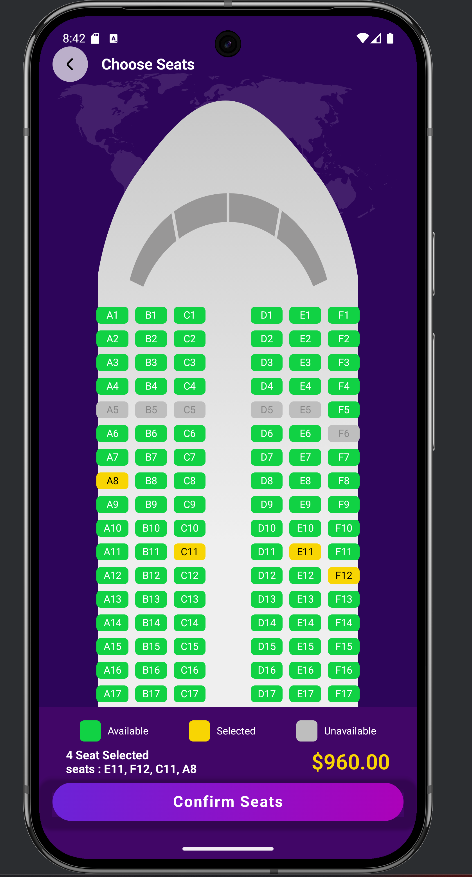 8:42
Choose Seats
A1 B1 C1 D1 E1 F1
A2 B2 C2 D2 E2 F2
A3 B3 C3 D3 E3 F3
A4 B4 C4 D4 E4 F4
A5 B5 C5 D5 E5 F5
A6 B6 C6 D6 E6 F6
A7 B7 C7 D7 E7 F7
A8 B8 C8 D8 E8 F8
A9 B9 C9 D9 E9 F9
A10 B10 C10 D10 E10 F10
A11 B11 C11 D11 E11 F11
A12 B12 C12 D12 E12 F12
A13 B13 C13 D13 E13 F13
A14 B14 C14 D14 E14 F14
A15 B15 C15 D15 E15 F15
A16 B16 C16 D16 E16 F16
A17 B17 C17 D17 E17 F17
Available Selected Unavailable
4 Seat Selected
seats : E11, F12, C11, A8
$960.00
Confirm Seats